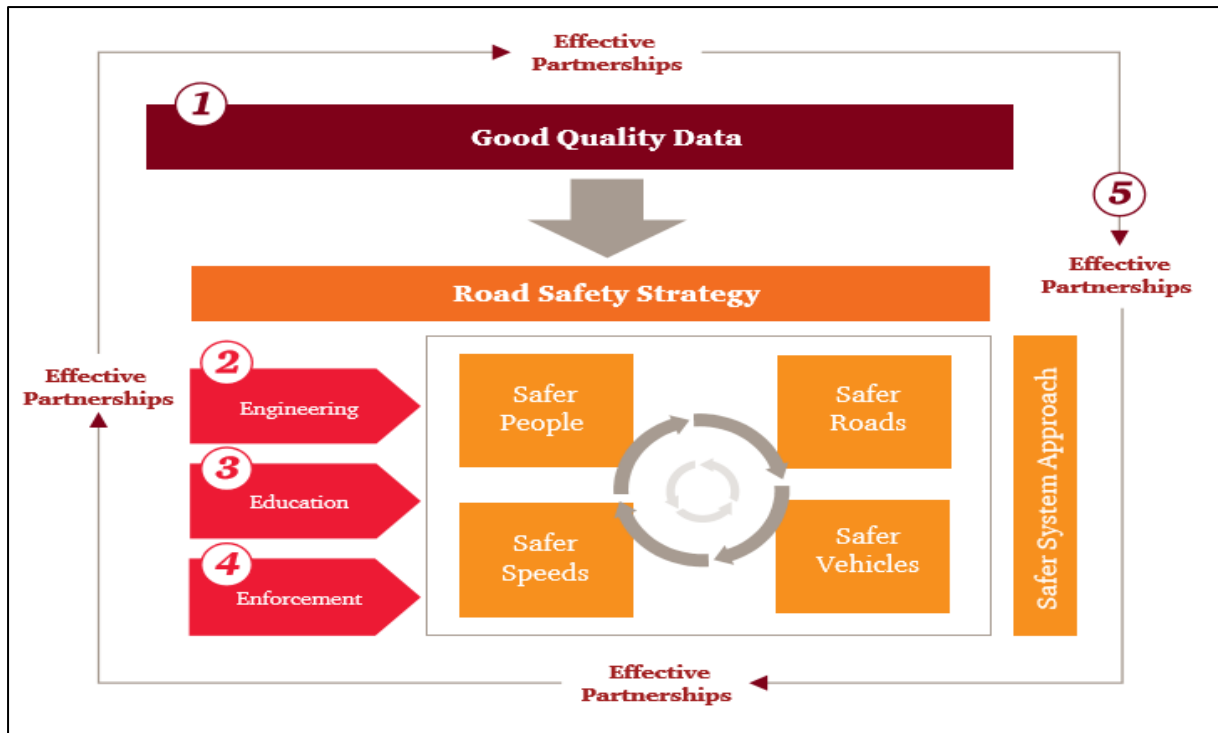 Effective
Partnerships
1
Good Quality Data
5
Effective
Partnerships
Road Safety Strategy
2
Engineering
Safer
People
Safer
Roads
Effective
Partnerships
3
Education
4
Enforcement
Safer
Speeds
Safer
Vehicles
Safer System Approach
Effective
Partnerships